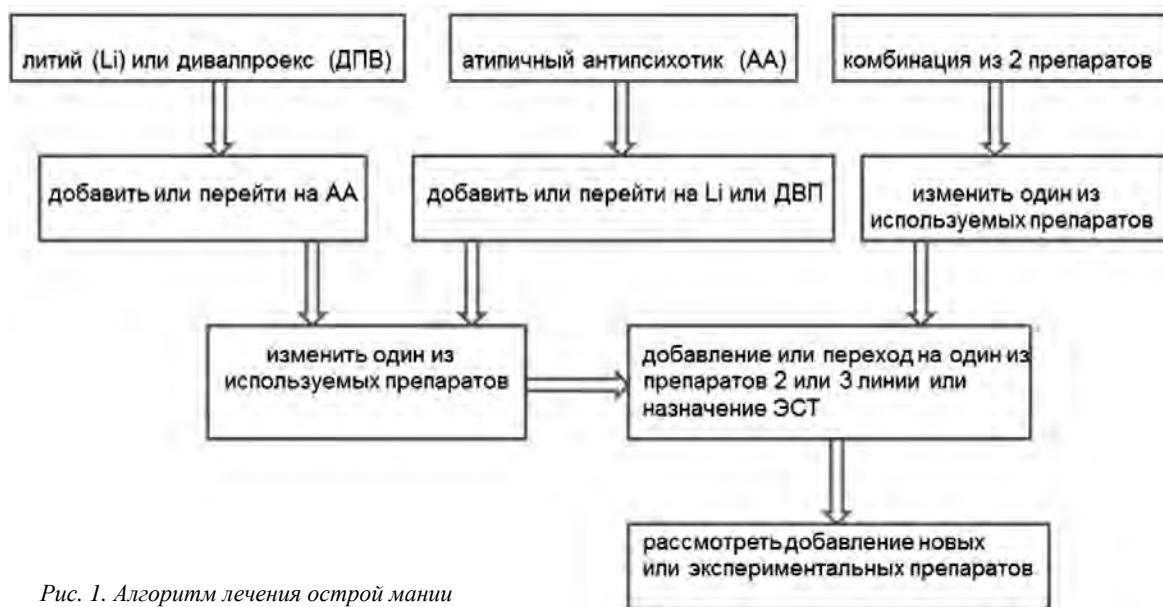 литий (Li) или дивалпроекс (ДПВ)
атипичный антипсихотик (АА)
комбинация из 2 препаратов
добавить или перейти на АА
добавить или перейти на Li или ДВП
изменить один из
используемых препаратов
изменить один из
используемых препаратов
добавление или переход на один из
препаратов 2 или 3 линии или
назначение ЭСТ
рассмотреть добавление новых
или экспериментальных препаратов
Рис. 1. Алгоритм лечения острой мании